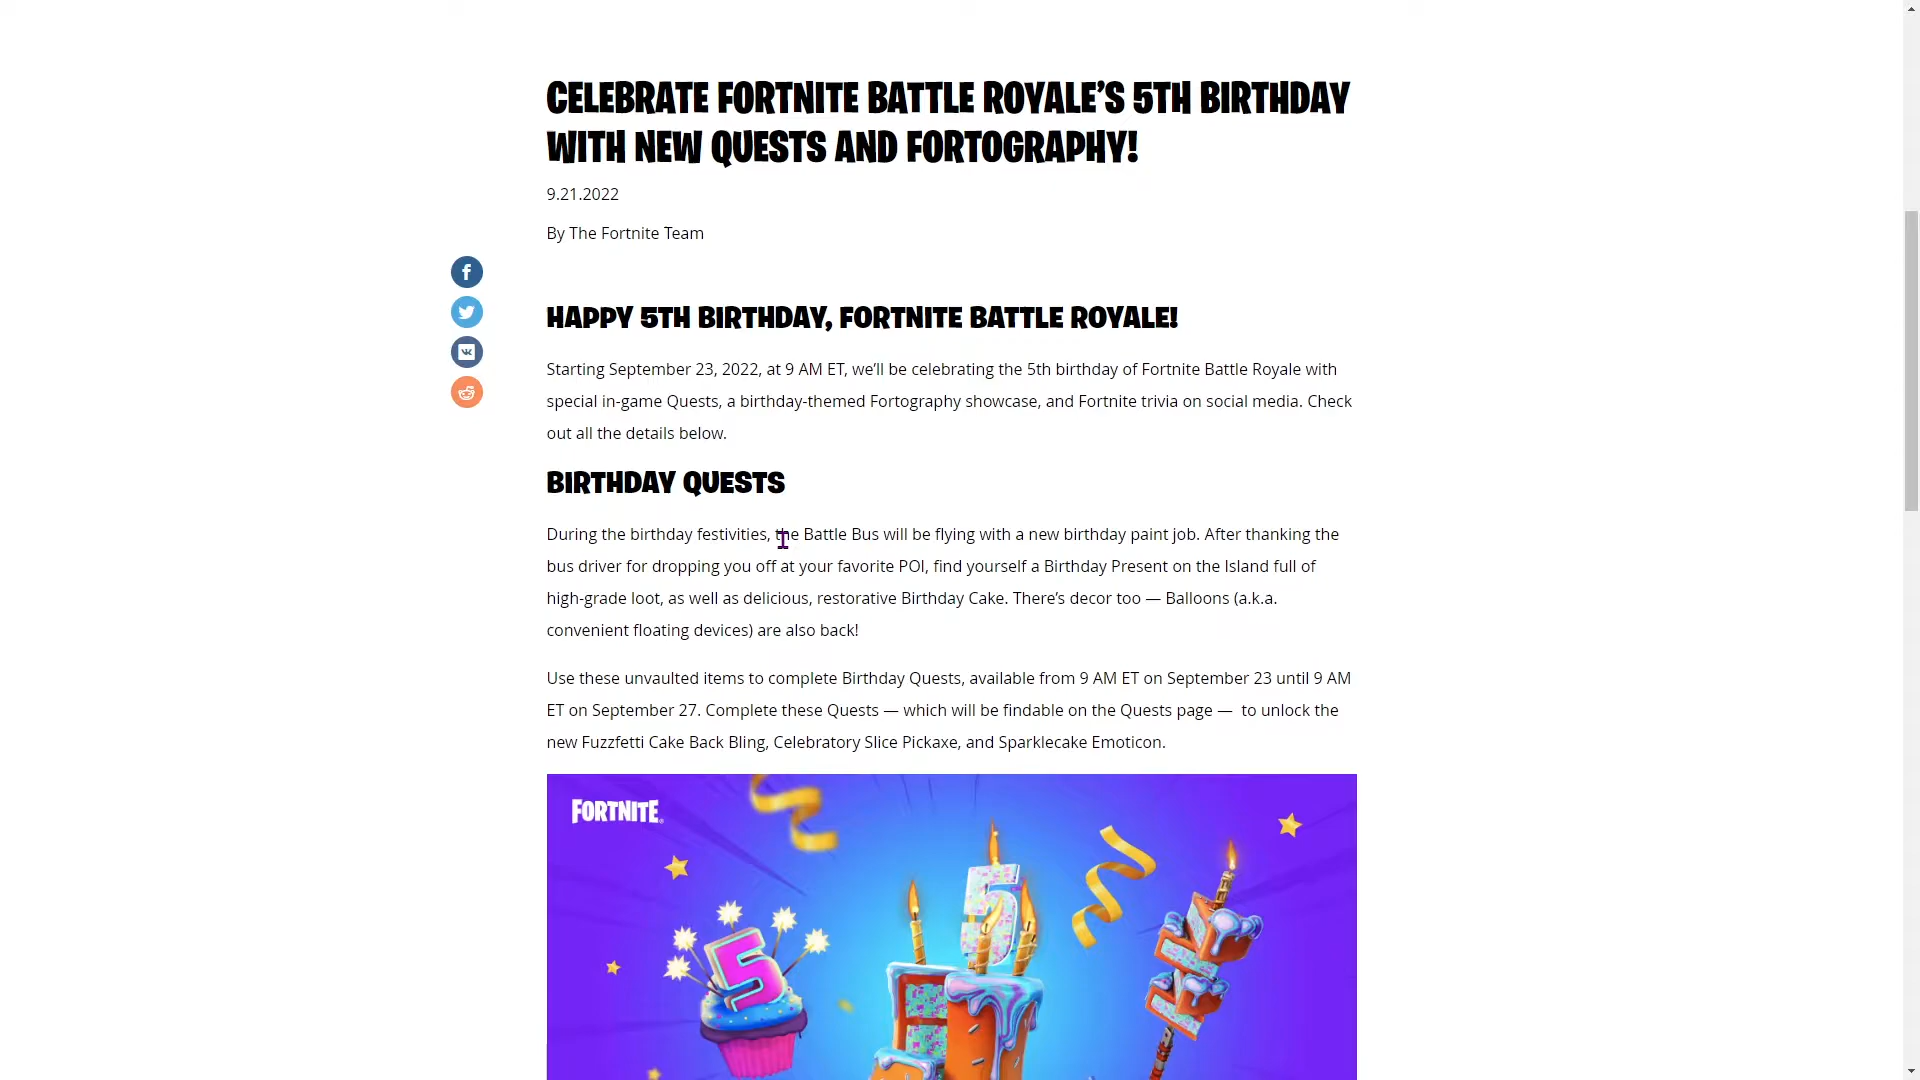 CELEBRATE FORTNITE BATTLE ROYALE’S 5TH BIRTHDAY
WITH NEW QUESTS AND FORTOGRAPHY!
9.21.2022
By The Fortnite Team
HAPPY 5TH BIRTHDAY, FORTNITE BATTLE ROYALE!
Starting September 23, 2022, at 9 AM ET, we’ll be celebrating the 5th birthday of Fortnite Battle Royale with
special in-game Quests, a birthday-themed Fortography showcase, and Fortnite trivia on social media. Check
out all the details below.
BIRTHDAY QUESTS
During the birthday festivities, the Battle Bus will be flying with a new birthday paint job. After thanking the
bus driver for dropping you off at your favorite POI, find yourself a Birthday Present on the Island full of
high-grade loot, as well as delicious, restorative Birthday Cake. There’s decor too — Balloons (a.k.a.
convenient floating devices) are also back!
Use these unvaulted items to complete Birthday Quests, available from 9 AM ET on September 23 until 9 AM
ET on September 27. Complete these Quests — which will be findable on the Quests page — to unlock the
new Fuzzfetti Cake Back Bling, Celebratory Slice Pickaxe, and Sparklecake Emoticon.
FORTNITE
5
5